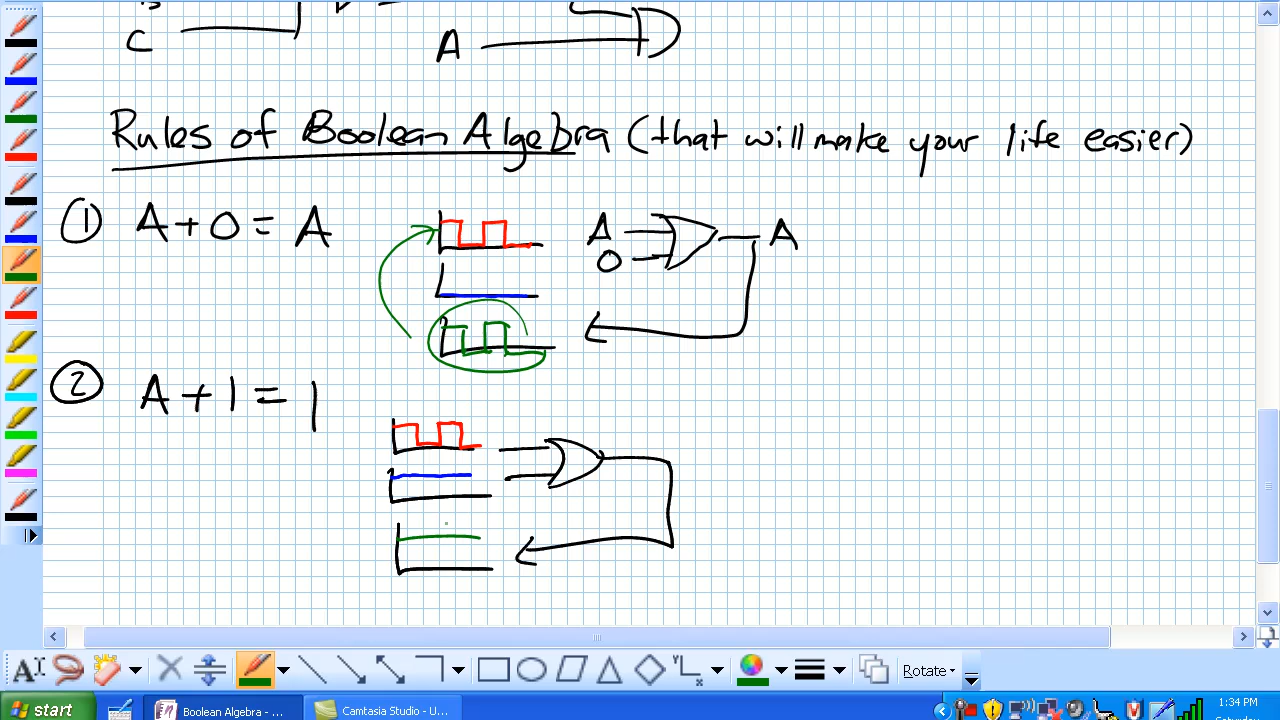 C
A
Rules of Boolean Algebra (that will make your life easier)
① A + 0 = A
A
0
A
② A + 1 = 1
A
Rotate
start
Boolean Algebra - ...
Camtasia Studio - U...
1:34 PM